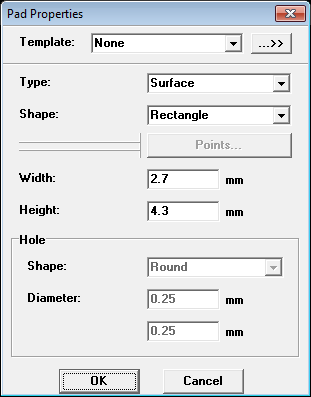 Pad Properties
Template: None ...>>
Type: Surface
Shape: Rectangle
Points...
Width: 2.7 mm
Height: 4.3 mm
Hole
Shape: Round
Diameter: 0.25 mm
0.25 mm
OK Cancel